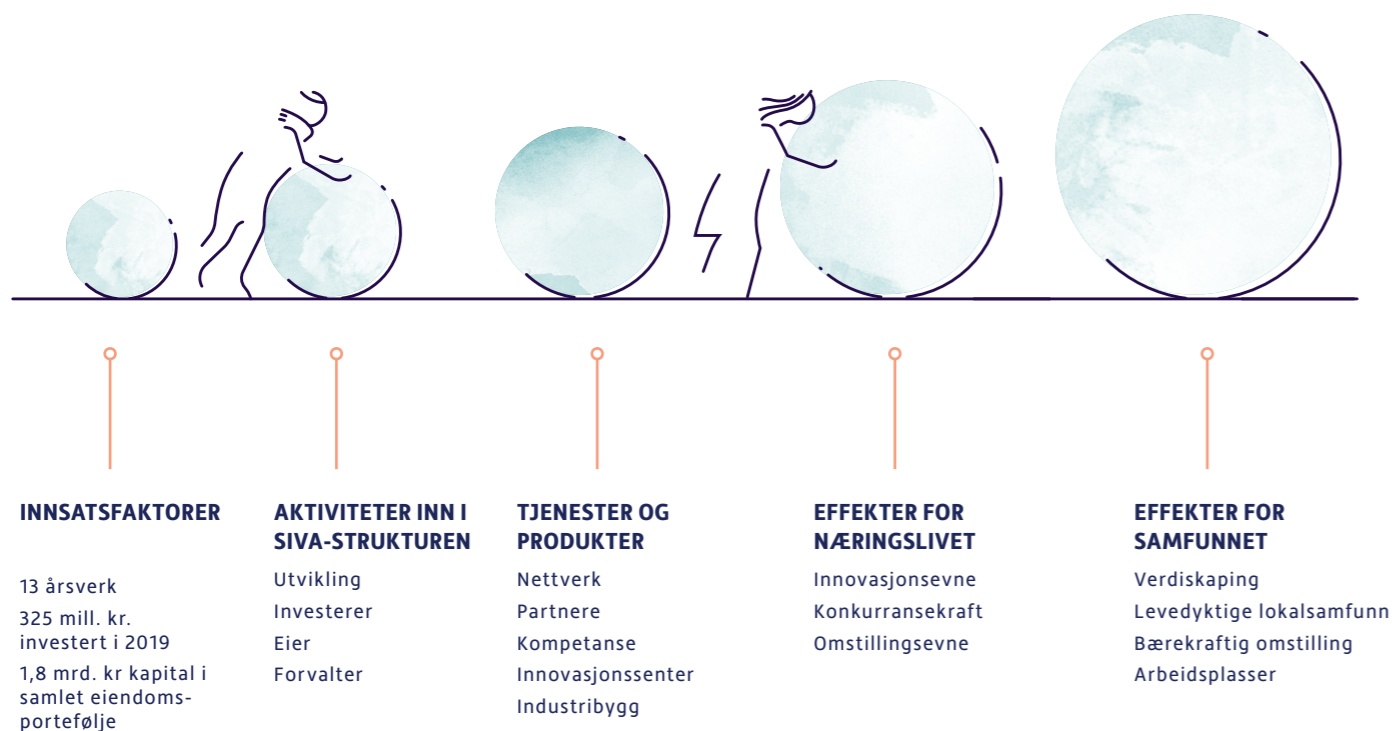 INNSATSFAKTORER
13 årsverk
325 mill. kr.
investert i 2019
1,8 mrd. kr kapital i
samlet eiendoms-
portefølje
AKTIVITETER INN I
SIVA-STRUKTUREN
Utvikling
Investerer
Eier
Forvalter
TJENESTER OG
PRODUKTER
Nettverk
Partnere
Kompetanse
Innovasjonssenter
Industribygg
EFFEKTER FOR
NÆRINGSLIVET
Innovasjonsevne
Konkurransekraft
Omstillingsevne
EFFEKTER FOR
SAMFUNNET
Verdiskaping
Levedyktige lokalsamfunn
Bærekraftig omstilling
Arbeidsplasser